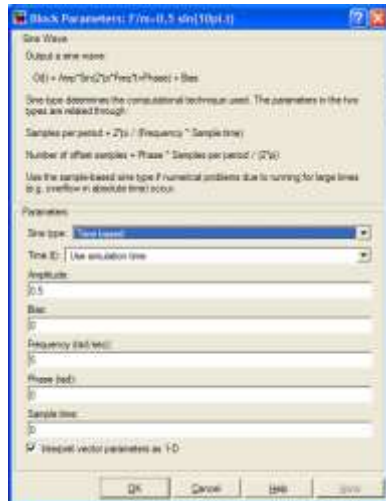 Block Parameters: F/m=0.5 sin(10pi.t)
Sine Wave
Output a sine wave:
O(t) = Amp*Sin(2*pi*Freq*t+Phase) + Bias
Sine type determines the computational technique used. The parameters in the two
types are related through:
Samples per period = 2*pi / (Frequency * Sample time)
Number of offset samples = Phase * Samples per period / (2*pi)
Use the sample-based sine type if numerical problems due to running for large times
(e.g. overflow in absolute time) occur.
Parameters
Sine type: Time based
Time (t): Use simulation time
Amplitude:
0.5
Bias:
0
Frequency (rad/sec):
Phase (rad):
0
Sample time:
0
Interpret vector parameters as 1-D
OK Cancel Help Apply